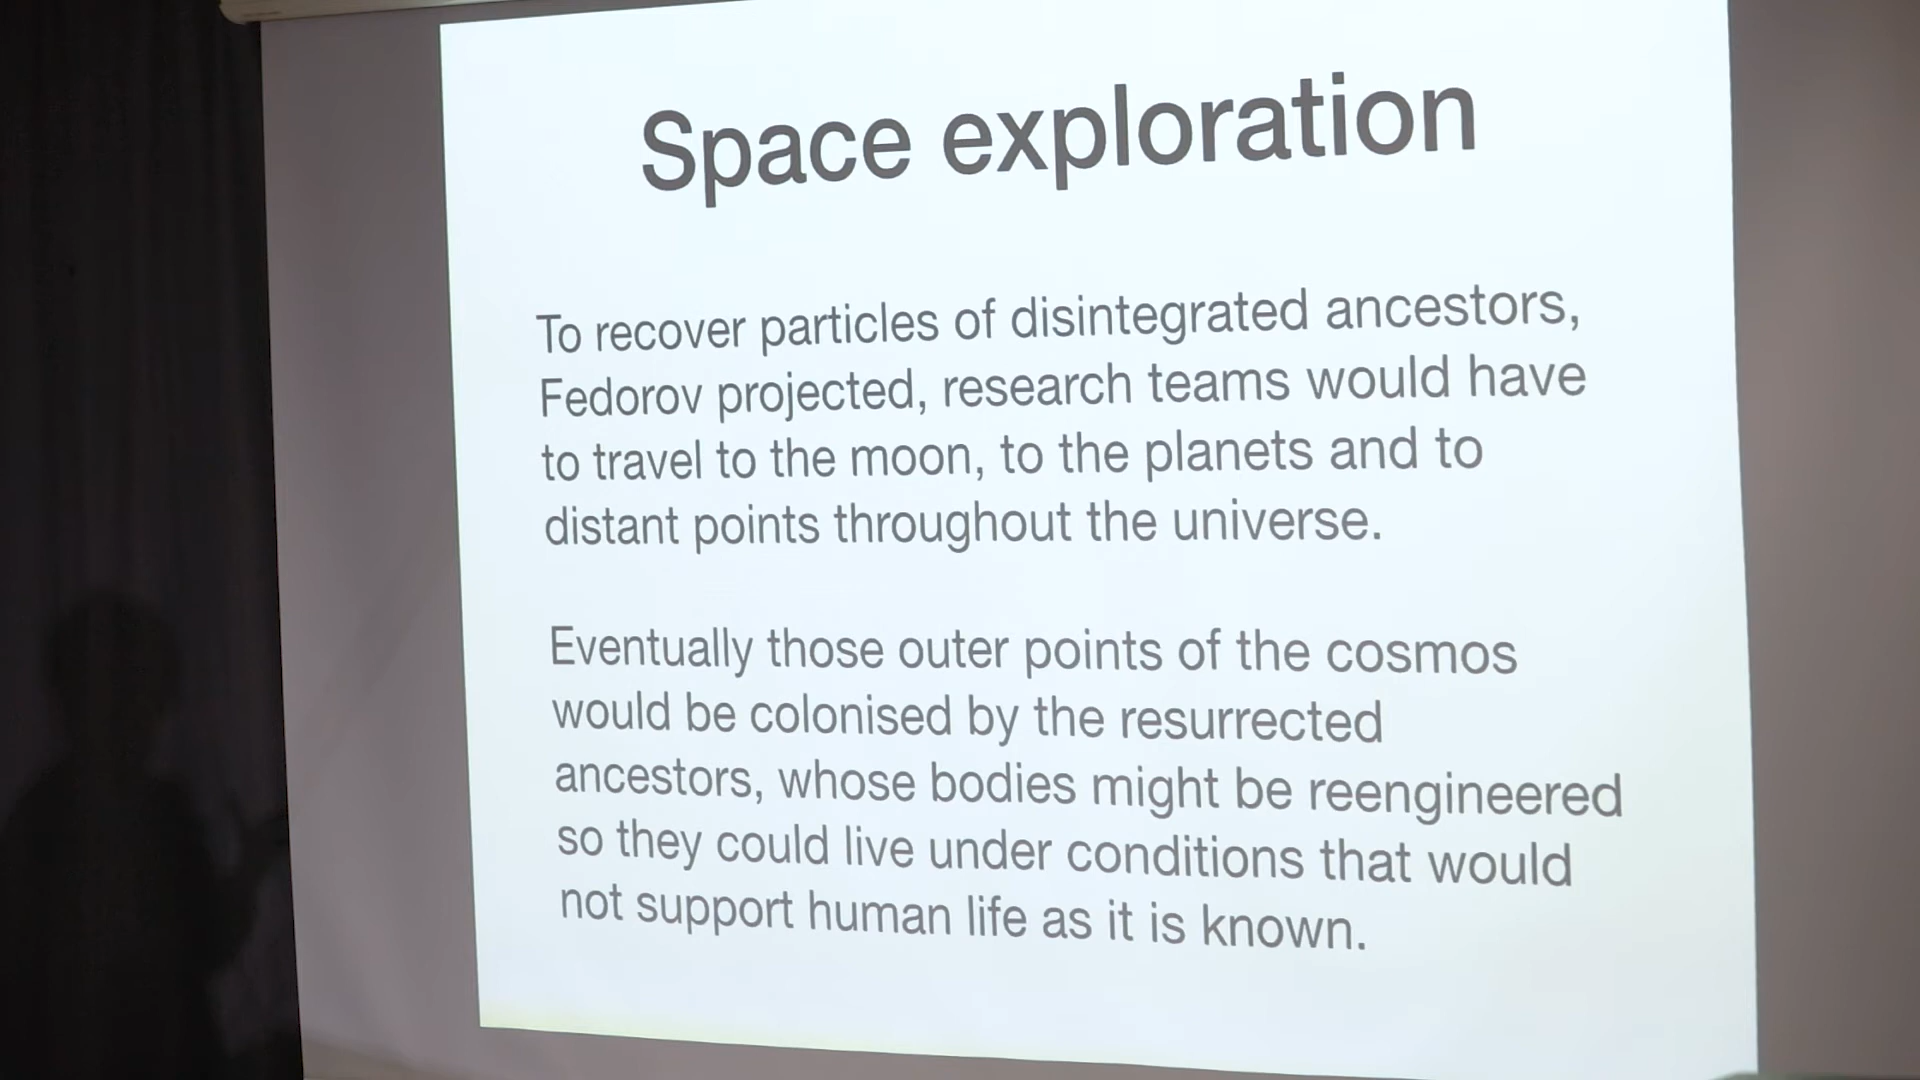 Space exploration
To recover particles of disintegrated ancestors,
Fedorov projected, research teams would have
to travel to the moon, to the planets and to
distant points throughout the universe.
Eventually those outer points of the cosmos
would be colonised by the resurrected
ancestors, whose bodies might be reengineered
so they could live under conditions that would
not support human life as it is known.